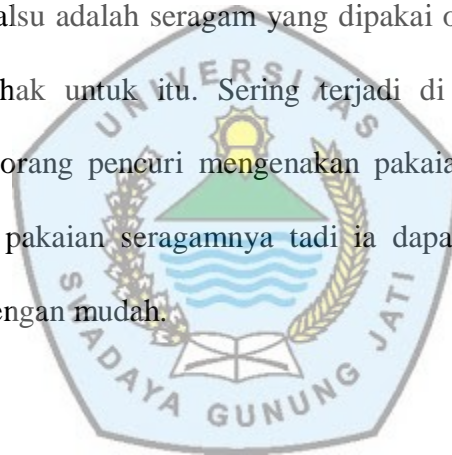 alsu adalah seragam yang dipakai o
hak untuk itu. Sering terjadi di
orang pencuri mengenakan pakaia
pakaian seragamnya tadi ia dapa
engan mudah.
UNIVERSITAS
SWADAYA GUNUNG JATI